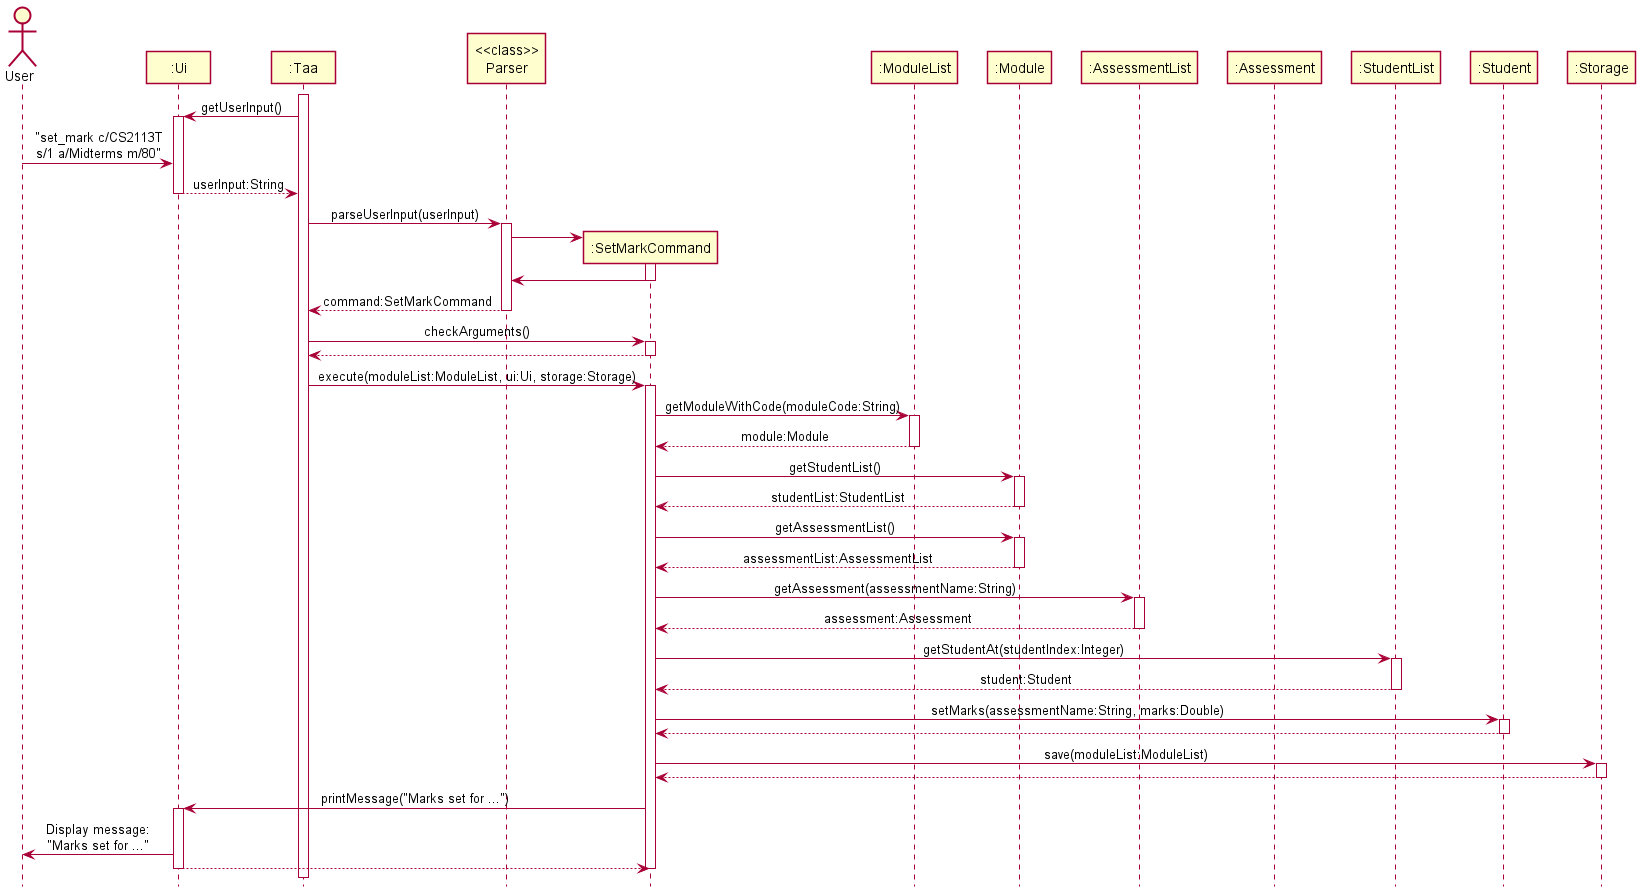 User
:Ui
:Taa
<<class>>
Parser
:ModuleList
:Module
:AssessmentList
:Assessment
:StudentList
:Student
:Storage
getUserInput()
"set_mark c/CS2113T
s/1 a/Midterms m/80"
userInput:String
parseUserInput(userInput)
:SetMarkCommand
command:SetMarkCommand
checkArguments()
execute(moduleList:ModuleList, ui:Ui, storage:Storage)
getModuleWithCode(moduleCode:String)
module:Module
getStudentList()
studentList:StudentList
getAssessmentList()
assessmentList:AssessmentList
getAssessment(assessmentName:String)
assessment:Assessment
getStudentAt(studentIndex:Integer)
student:Student
setMarks(assessmentName:String, marks:Double)
save(moduleList:ModuleList)
printMessage("Marks set for ...")
Display message:
"Marks set for ..."